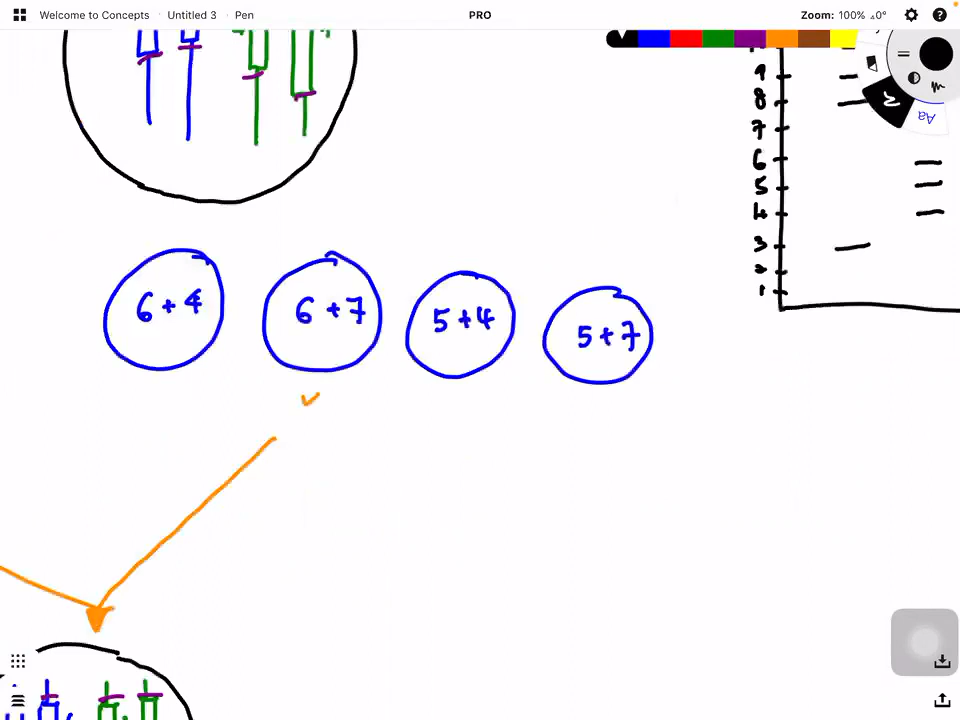 Welcome to Concepts › Untitled 3 › Pen
PRO
Zoom: 100% ⊿0°
9
8
7
6
5
4
3
2
1
Aa
6 + 4
6 + 7
5 + 4
5 + 7